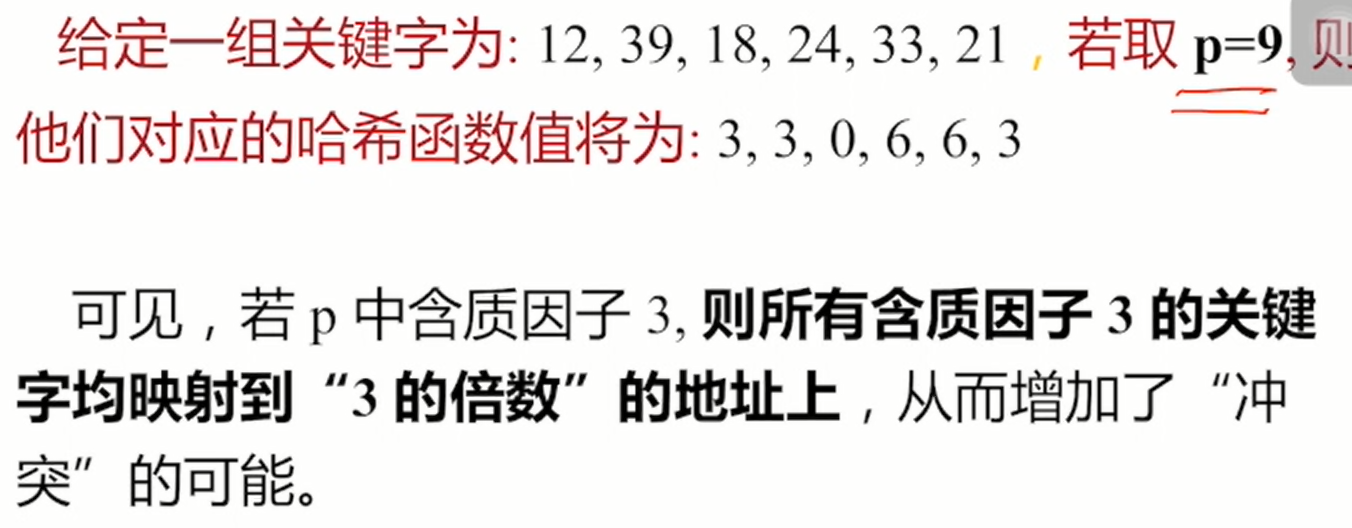 给定一组关键字为: 12, 39, 18, 24, 33, 21，若取 p=9, 则
他们对应的哈希函数值将为: 3, 3, 0, 6, 6, 3
可见，若 p 中含质因子 3, 则所有含质因子 3 的关键
字均映射到“3 的倍数”的地址上，从而增加了“冲
突”的可能。